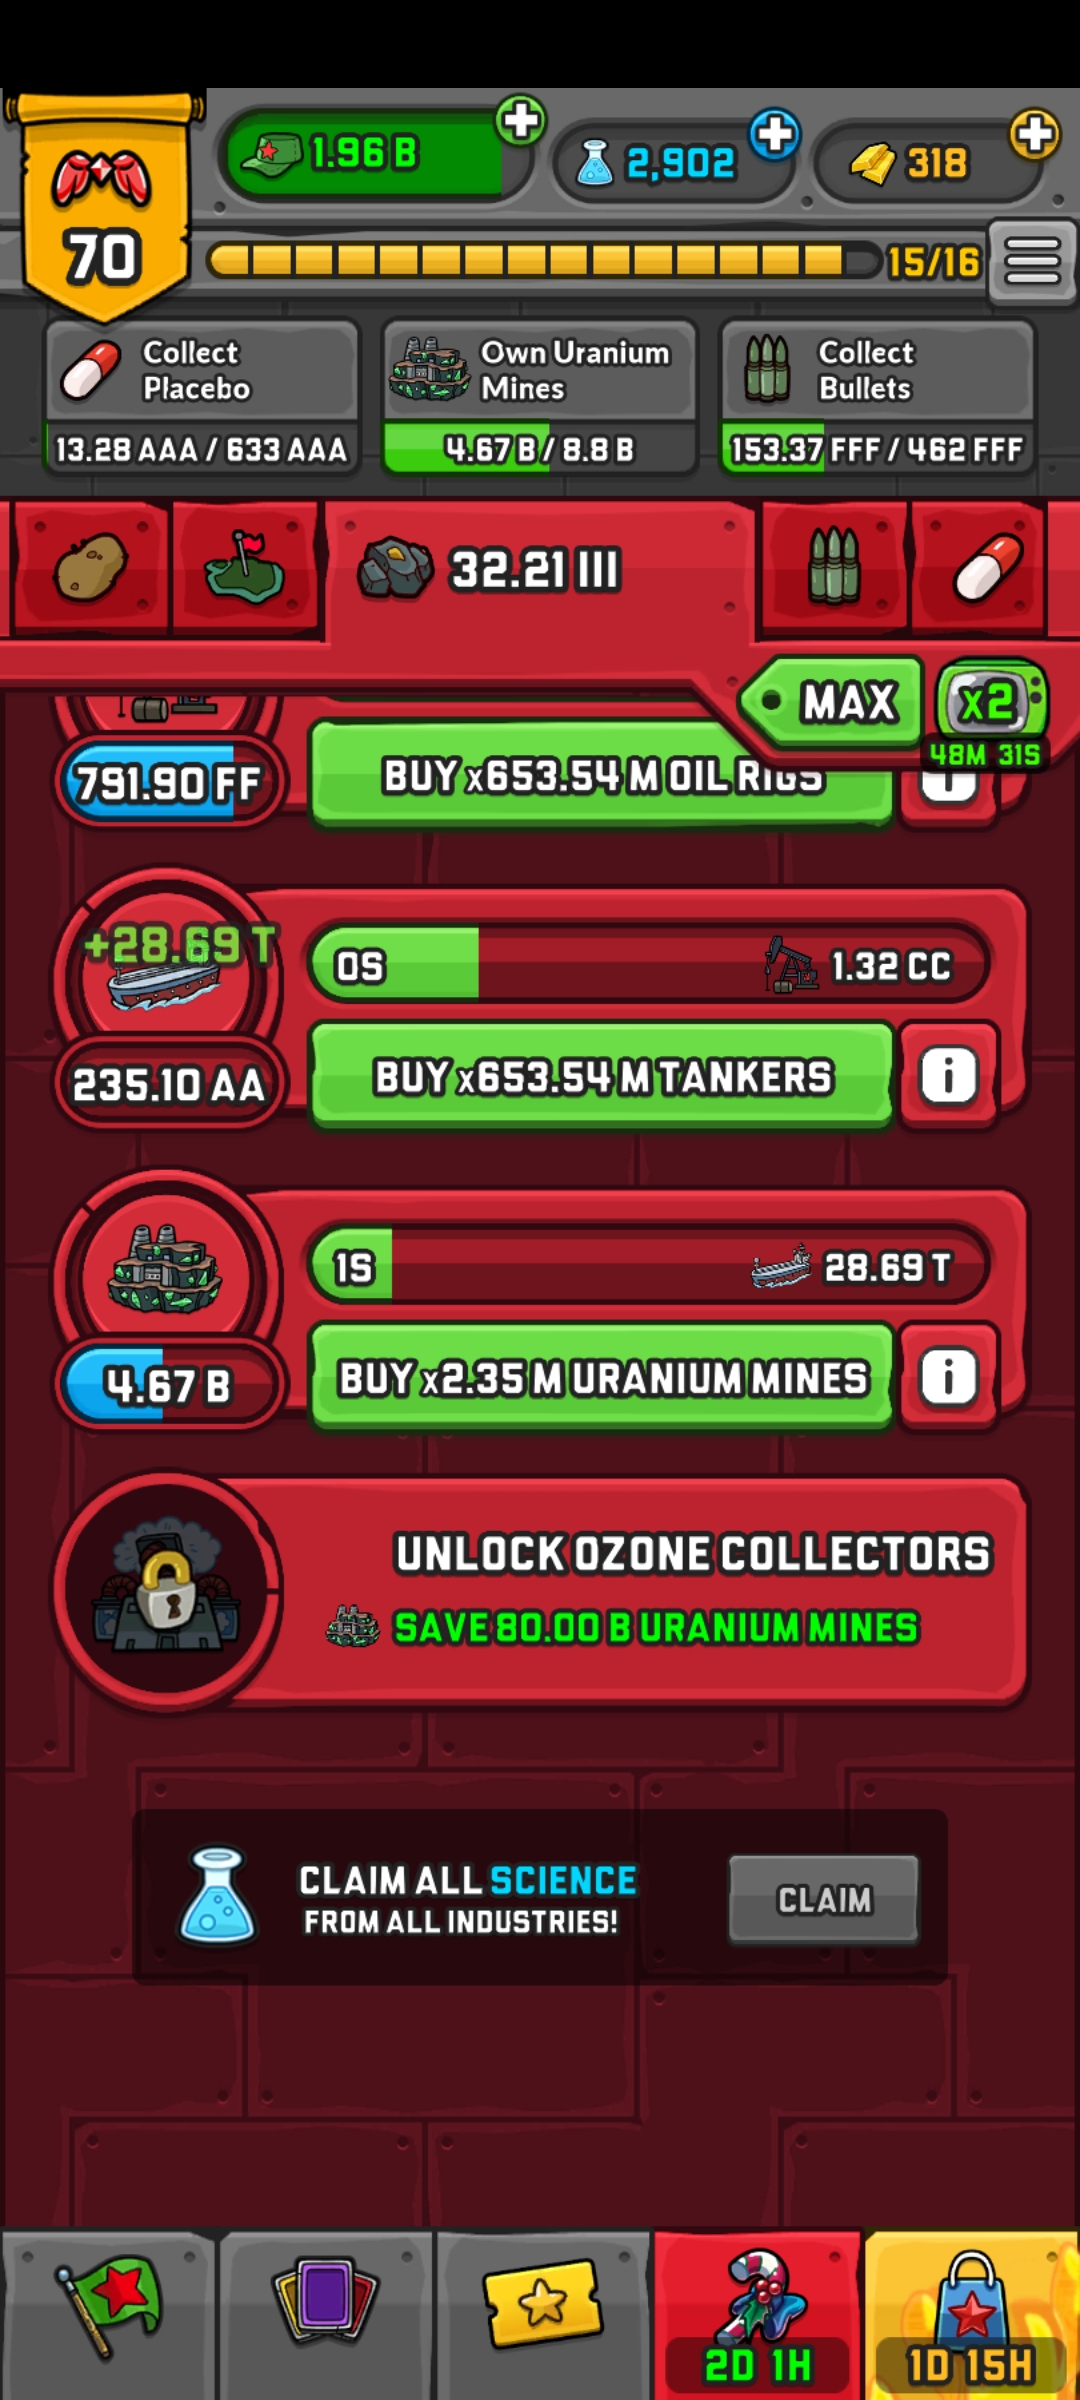 1.96 B
2,902
318
70
15/16
Collect
Placebo
13.28 AAA / 633 AAA
Own Uranium
Mines
4.67 B / 8.8 B
Collect
Bullets
153.37 FFF / 462 FFF
32.21 III
MAX
x2
48M 31S
791.90 FF
BUY x653.54 M OIL RIGS
+28.69 T
0S
1.32 CC
235.10 AA
BUY x653.54 M TANKERS
i
1S
28.69 T
4.67 B
BUY x2.35 M URANIUM MINES
i
UNLOCK OZONE COLLECTORS
SAVE 80.00 B URANIUM MINES
CLAIM ALL SCIENCE
FROM ALL INDUSTRIES!
CLAIM
2D 1H
1D 15H